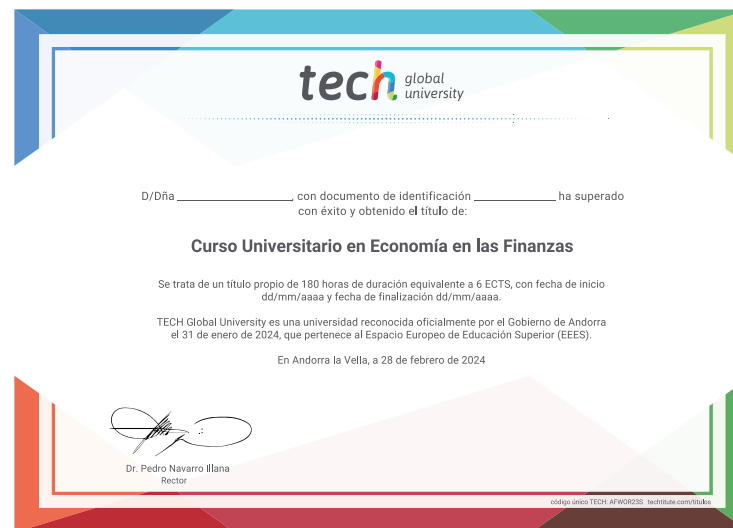 tech global university
D/Dña ____________, con documento de identificación ____________ ha superado
con éxito y obtenido el título de:
Curso Universitario en Economía en las Finanzas
Se trata de un título propio de 180 horas de duración equivalente a 6 ECTS, con fecha de inicio
dd/mm/aaaa y fecha de finalización dd/mm/aaaa.
TECH Global University es una universidad reconocida oficialmente por el Gobierno de Andorra
el 31 de enero de 2024, que pertenece al Espacio Europeo de Educación Superior (EEES).
En Andorra la Vella, a 28 de febrero de 2024
Dr. Pedro Navarro Illana
Rector
código único TECH: AFWOR23S techtitute.com/titulos